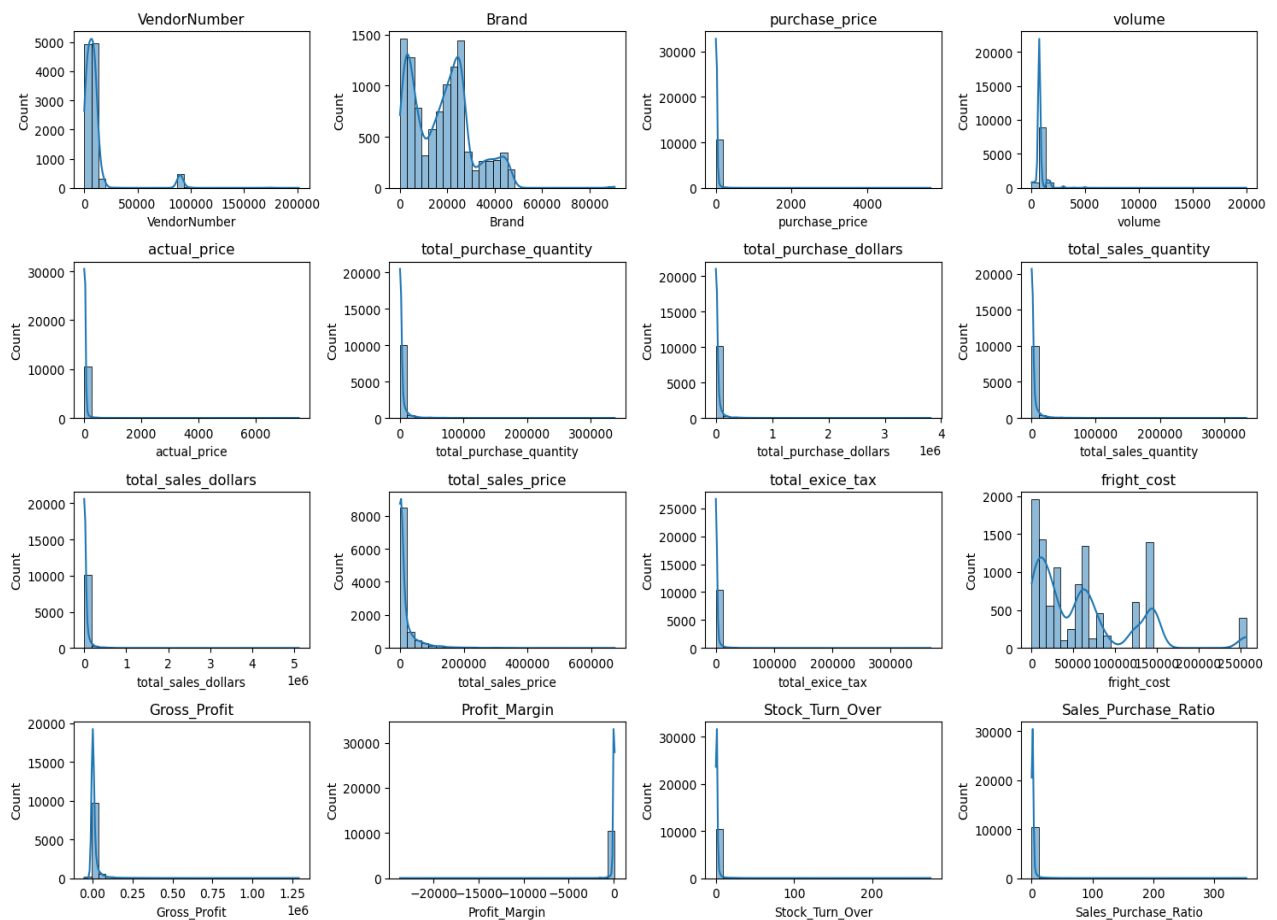 VendorNumber
Brand
purchase_price
volume
Count
5000
4000
3000
2000
1000
0
0
50000
100000
150000
200000
VendorNumber
Count
1500
1000
500
0
0
20000
40000
60000
80000
Brand
Count
30000
25000
20000
15000
10000
5000
0
0
2000
4000
purchase_price
Count
20000
15000
10000
5000
0
0
5000
10000
15000
20000
volume
actual_price
total_purchase_quantity
total_purchase_dollars
total_sales_quantity
Count
30000
20000
10000
0
0
2000
4000
6000
actual_price
Count
20000
15000
10000
5000
0
0
100000
200000
300000
total_purchase_quantity
Count
20000
15000
10000
5000
0
0
1
2
3
4
1e6
total_purchase_dollars
Count
20000
15000
10000
5000
0
0
100000
200000
300000
total_sales_quantity
total_sales_dollars
total_sales_price
total_exice_tax
fright_cost
Count
20000
15000
10000
5000
0
0
1
2
3
4
5
1e6
total_sales_dollars
Count
8000
6000
4000
2000
0
0
200000
400000
600000
total_sales_price
Count
25000
20000
15000
10000
5000
0
0
100000
200000
300000
total_exice_tax
Count
2000
1500
1000
500
0
0
50000
100000
150000
200000
250000
fright_cost
Gross_Profit
Profit_Margin
Stock_Turn_Over
Sales_Purchase_Ratio
Count
20000
15000
10000
5000
0
0.00
0.25
0.50
0.75
1.00
1.25
1e6
Gross_Profit
Count
30000
20000
10000
0
−20000
−15000
−10000
−5000
0
Profit_Margin
Count
30000
20000
10000
0
0
100
200
Stock_Turn_Over
Count
30000
20000
10000
0
0
100
200
300
Sales_Purchase_Ratio